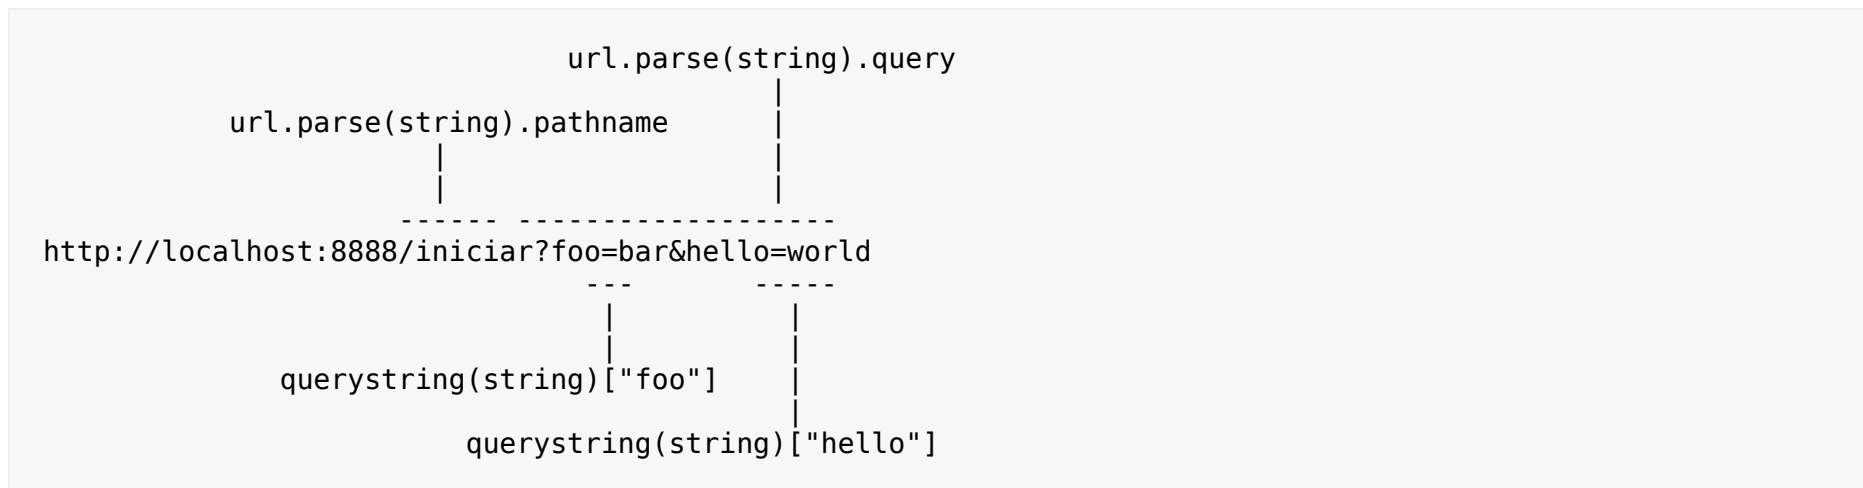 url.parse(string).query
|
url.parse(string).pathname |
| |
| |
------ -------------------
http://localhost:8888/iniciar?foo=bar&hello=world
--- -----
| |
| |
querystring(string)["foo"] |
|
querystring(string)["hello"]